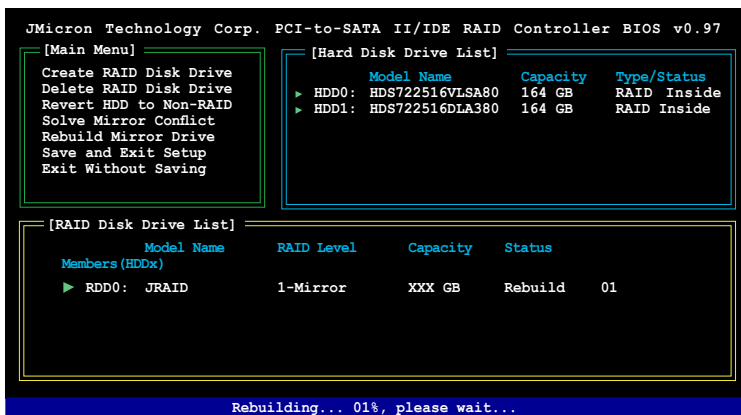 JMicron Technology Corp. PCI-to-SATA II/IDE RAID Controller BIOS v0.97
[Main Menu]
Create RAID Disk Drive
Delete RAID Disk Drive
Revert HDD to Non-RAID
Solve Mirror Conflict
Rebuild Mirror Drive
Save and Exit Setup
Exit Without Saving
[Hard Disk Drive List]
Model Name Capacity Type/Status
HDD0: HDS722516VLSA80 164 GB RAID Inside
HDD1: HDS722516DLA380 164 GB RAID Inside
[RAID Disk Drive List]
Model Name RAID Level Capacity Status
Members(HDDx)
RDD0: JRAID 1-Mirror XXX GB Rebuild 01
Rebuilding... 01%, please wait...